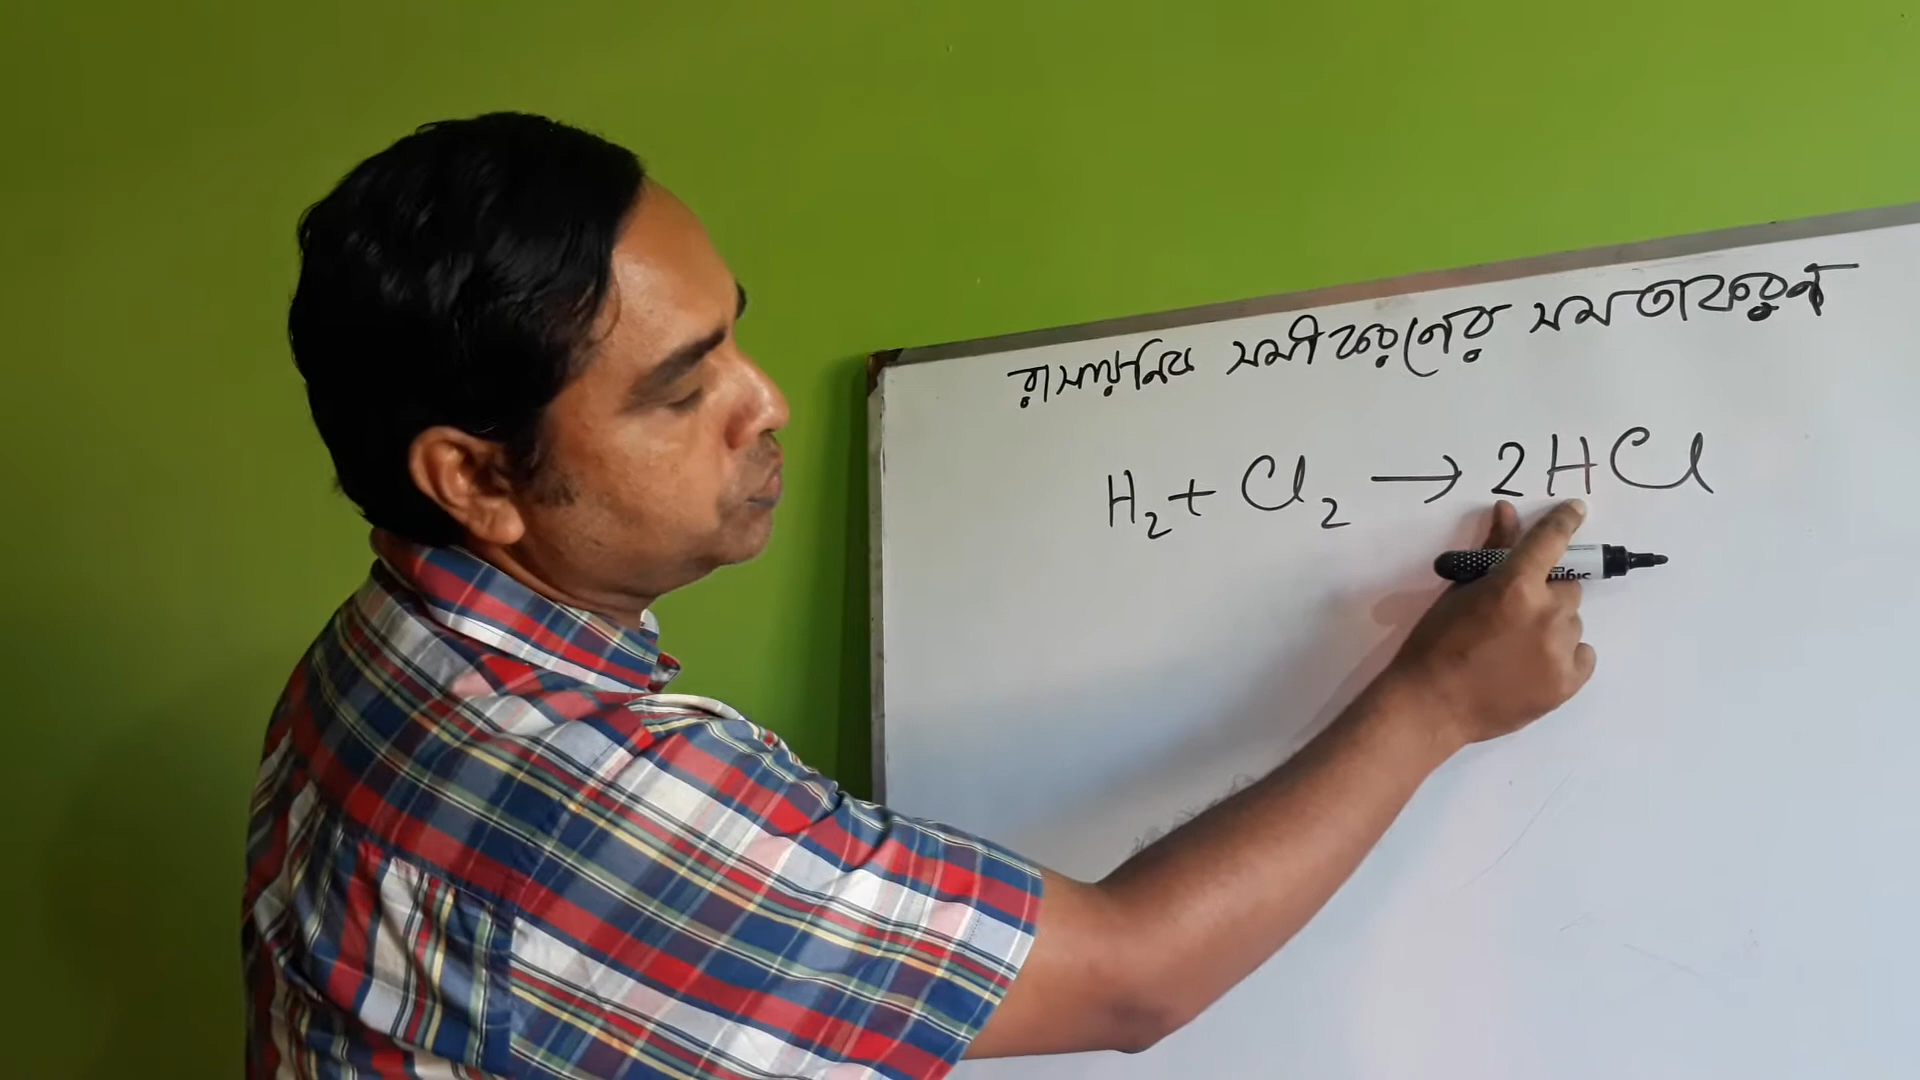 রাসায়নিক সমীকরণের সমতাকরণ
H₂ + Cl₂ → 2HCl